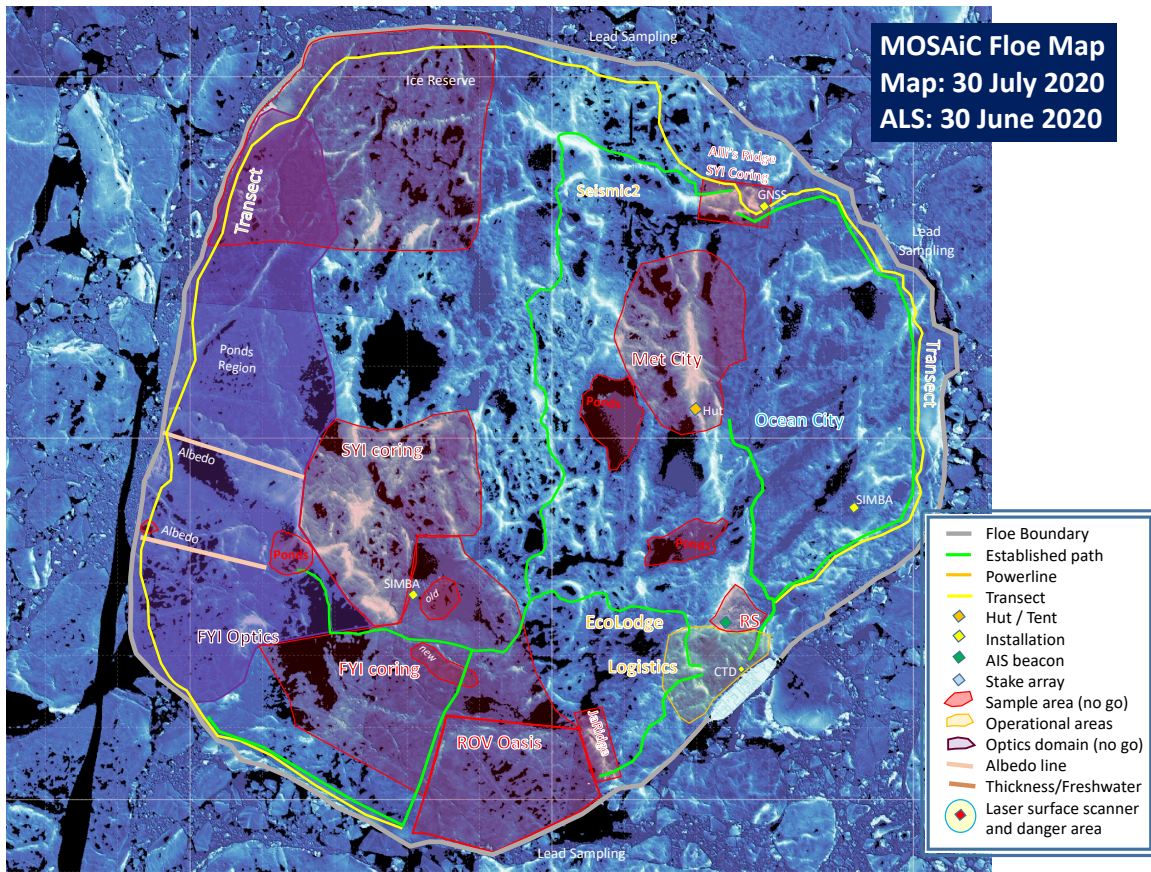 MOSAiC Floe Map
Map: 30 July 2020
ALS: 30 June 2020
Lead Sampling
Ice Reserve
Alli's Ridge
SYI Coring
GNSS
Seismic2
Transect
Lead
Sampling
Ponds
Region
Met City
Transect
Ponds
Hut
Ocean City
SYI coring
Albedo
SIMBA
Albedo
Ponds
Ponds
SIMBA
old
EcoLodge
RS
FYI Optics
new
FYI coring
Logistics
CTD
JaRidge
ROV Oasis
Lead Sampling
Floe Boundary
Established path
Powerline
Transect
Hut / Tent
Installation
AIS beacon
Stake array
Sample area (no go)
Operational areas
Optics domain (no go)
Albedo line
Thickness/Freshwater
Laser surface scanner
and danger area